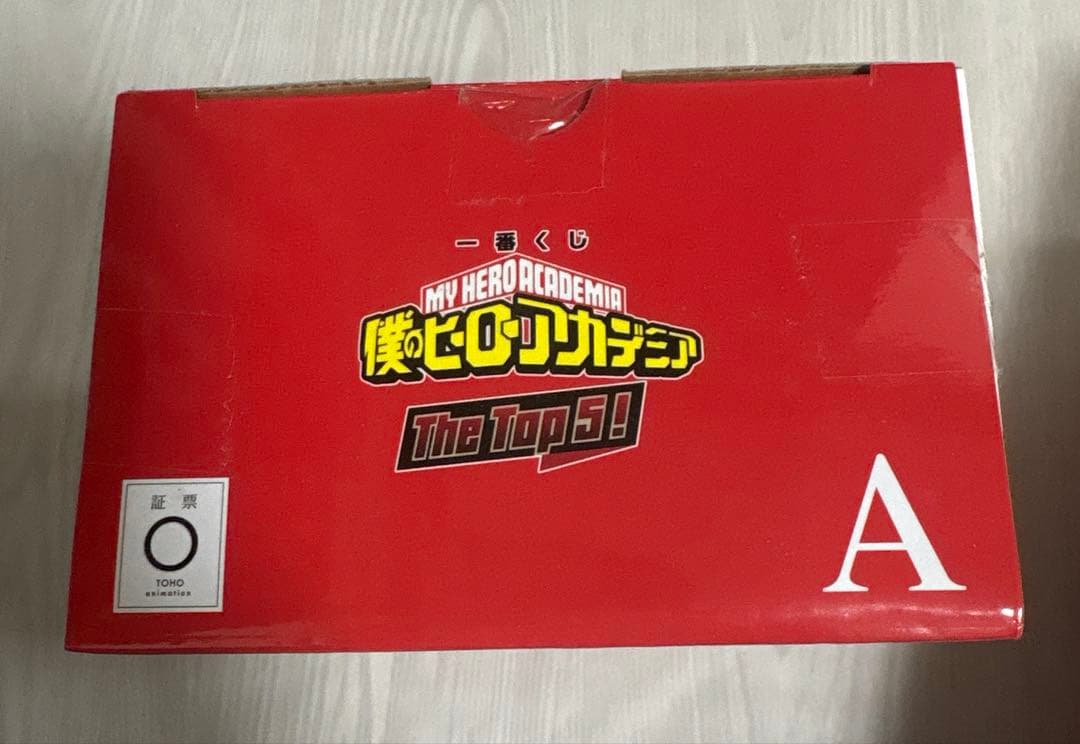 一番くじ
MY HERO ACADEMIA
僕のヒーローアカデミア
The Top 5!
A
証票
TOHO
animation